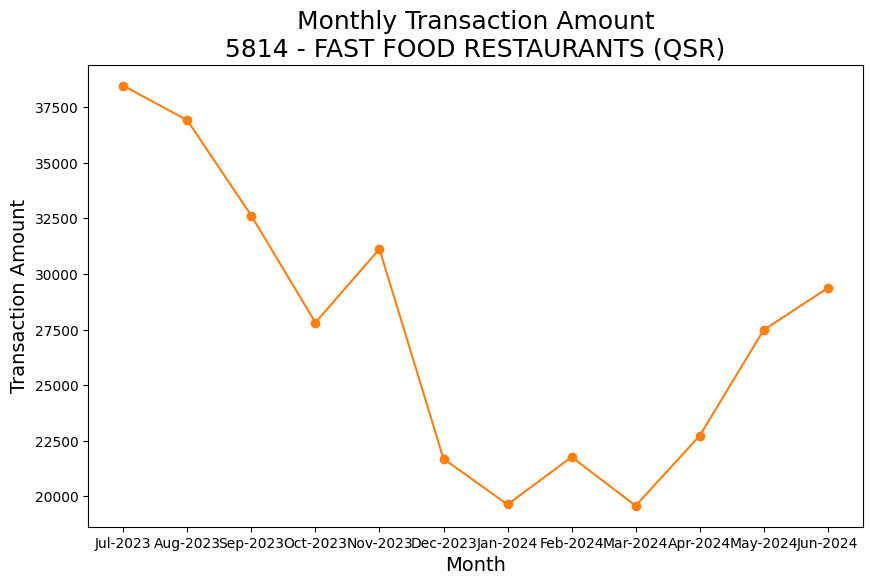 Monthly Transaction Amount
5814 - FAST FOOD RESTAURANTS (QSR)
Transaction Amount
37500
35000
32500
30000
27500
25000
22500
20000
Jul-2023 Aug-2023 Sep-2023 Oct-2023 Nov-2023 Dec-2023 Jan-2024 Feb-2024 Mar-2024 Apr-2024 May-2024 Jun-2024
Month